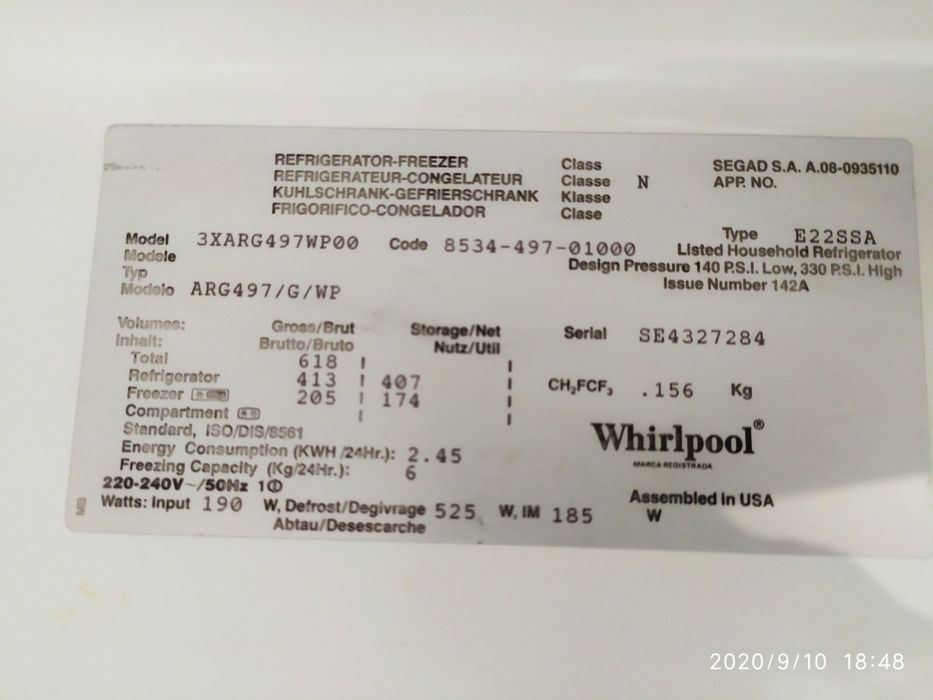 REFRIGERATOR-FREEZER
REFRIGERATEUR-CONGELATEUR
KUHLSCHRANK-GEFRIERSCHRANK
FRIGORIFICO-CONGELADOR
Class
Classe N
Klasse
Clase
SEGAD S.A. A.08-0935110
APP. NO.
Model 3XARG497WP00 Code 8534-497-01000
Modele
Typ
Modelo ARG497/G/WP
Type E22SSA
Listed Household Refrigerator
Design Pressure 140 P.S.I. Low, 330 P.S.I. High
Issue Number 142A
Volumes: Gross/Brut Storage/Net
Inhalt: Brutto/Bruto Nutz/Util
Total 618
Refrigerator 413 407
Freezer 205 174
Compartment
Standard, ISO/DIS/8561
Energy Consumption (KWH /24Hr.): 2.45
Freezing Capacity (Kg/24Hr.): 6
220-240V~/50Hz 1Φ
Watts: Input 190 W, Defrost/Degivrage 525 W, IM 185
Abtau/Desescarche
Serial SE4327284
CH₂FCF₃ .156 Kg
Whirlpool®
MARCA REGISTRADA
Assembled in USA
W
2020/9/10 18:48